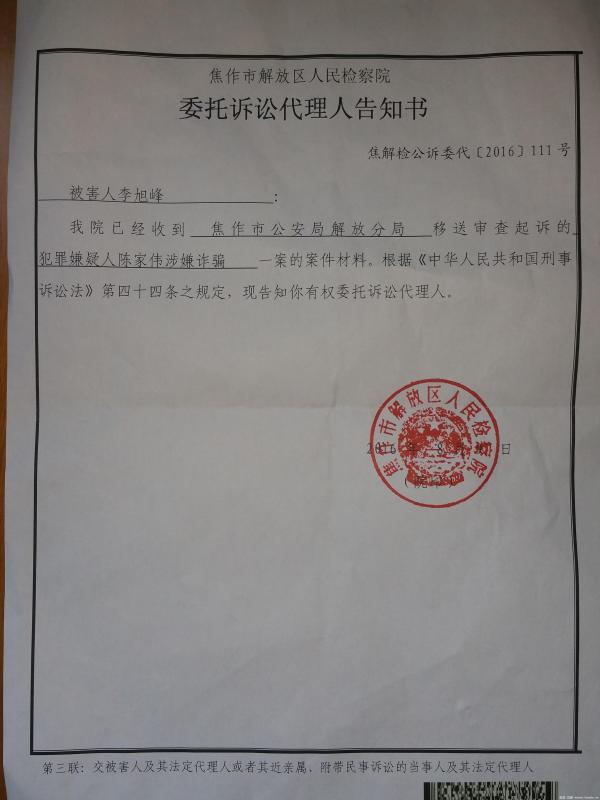 焦作市解放区人民检察院
委托诉讼代理人告知书
焦解检公诉委代〔2016〕111 号
被害人李旭峰:
我院已经收到 焦作市公安局解放分局 移送审查起诉的
犯罪嫌疑人陈家伟涉嫌诈骗 一案的案件材料。根据《中华人民共和国刑事
诉讼法》第四十四条之规定，现告知你有权委托诉讼代理人。
焦作市解放区人民检察院
年 8 月 日
（院印）
第三联：交被害人及其法定代理人或者其近亲属、附带民事诉讼的当事人及其法定代理人